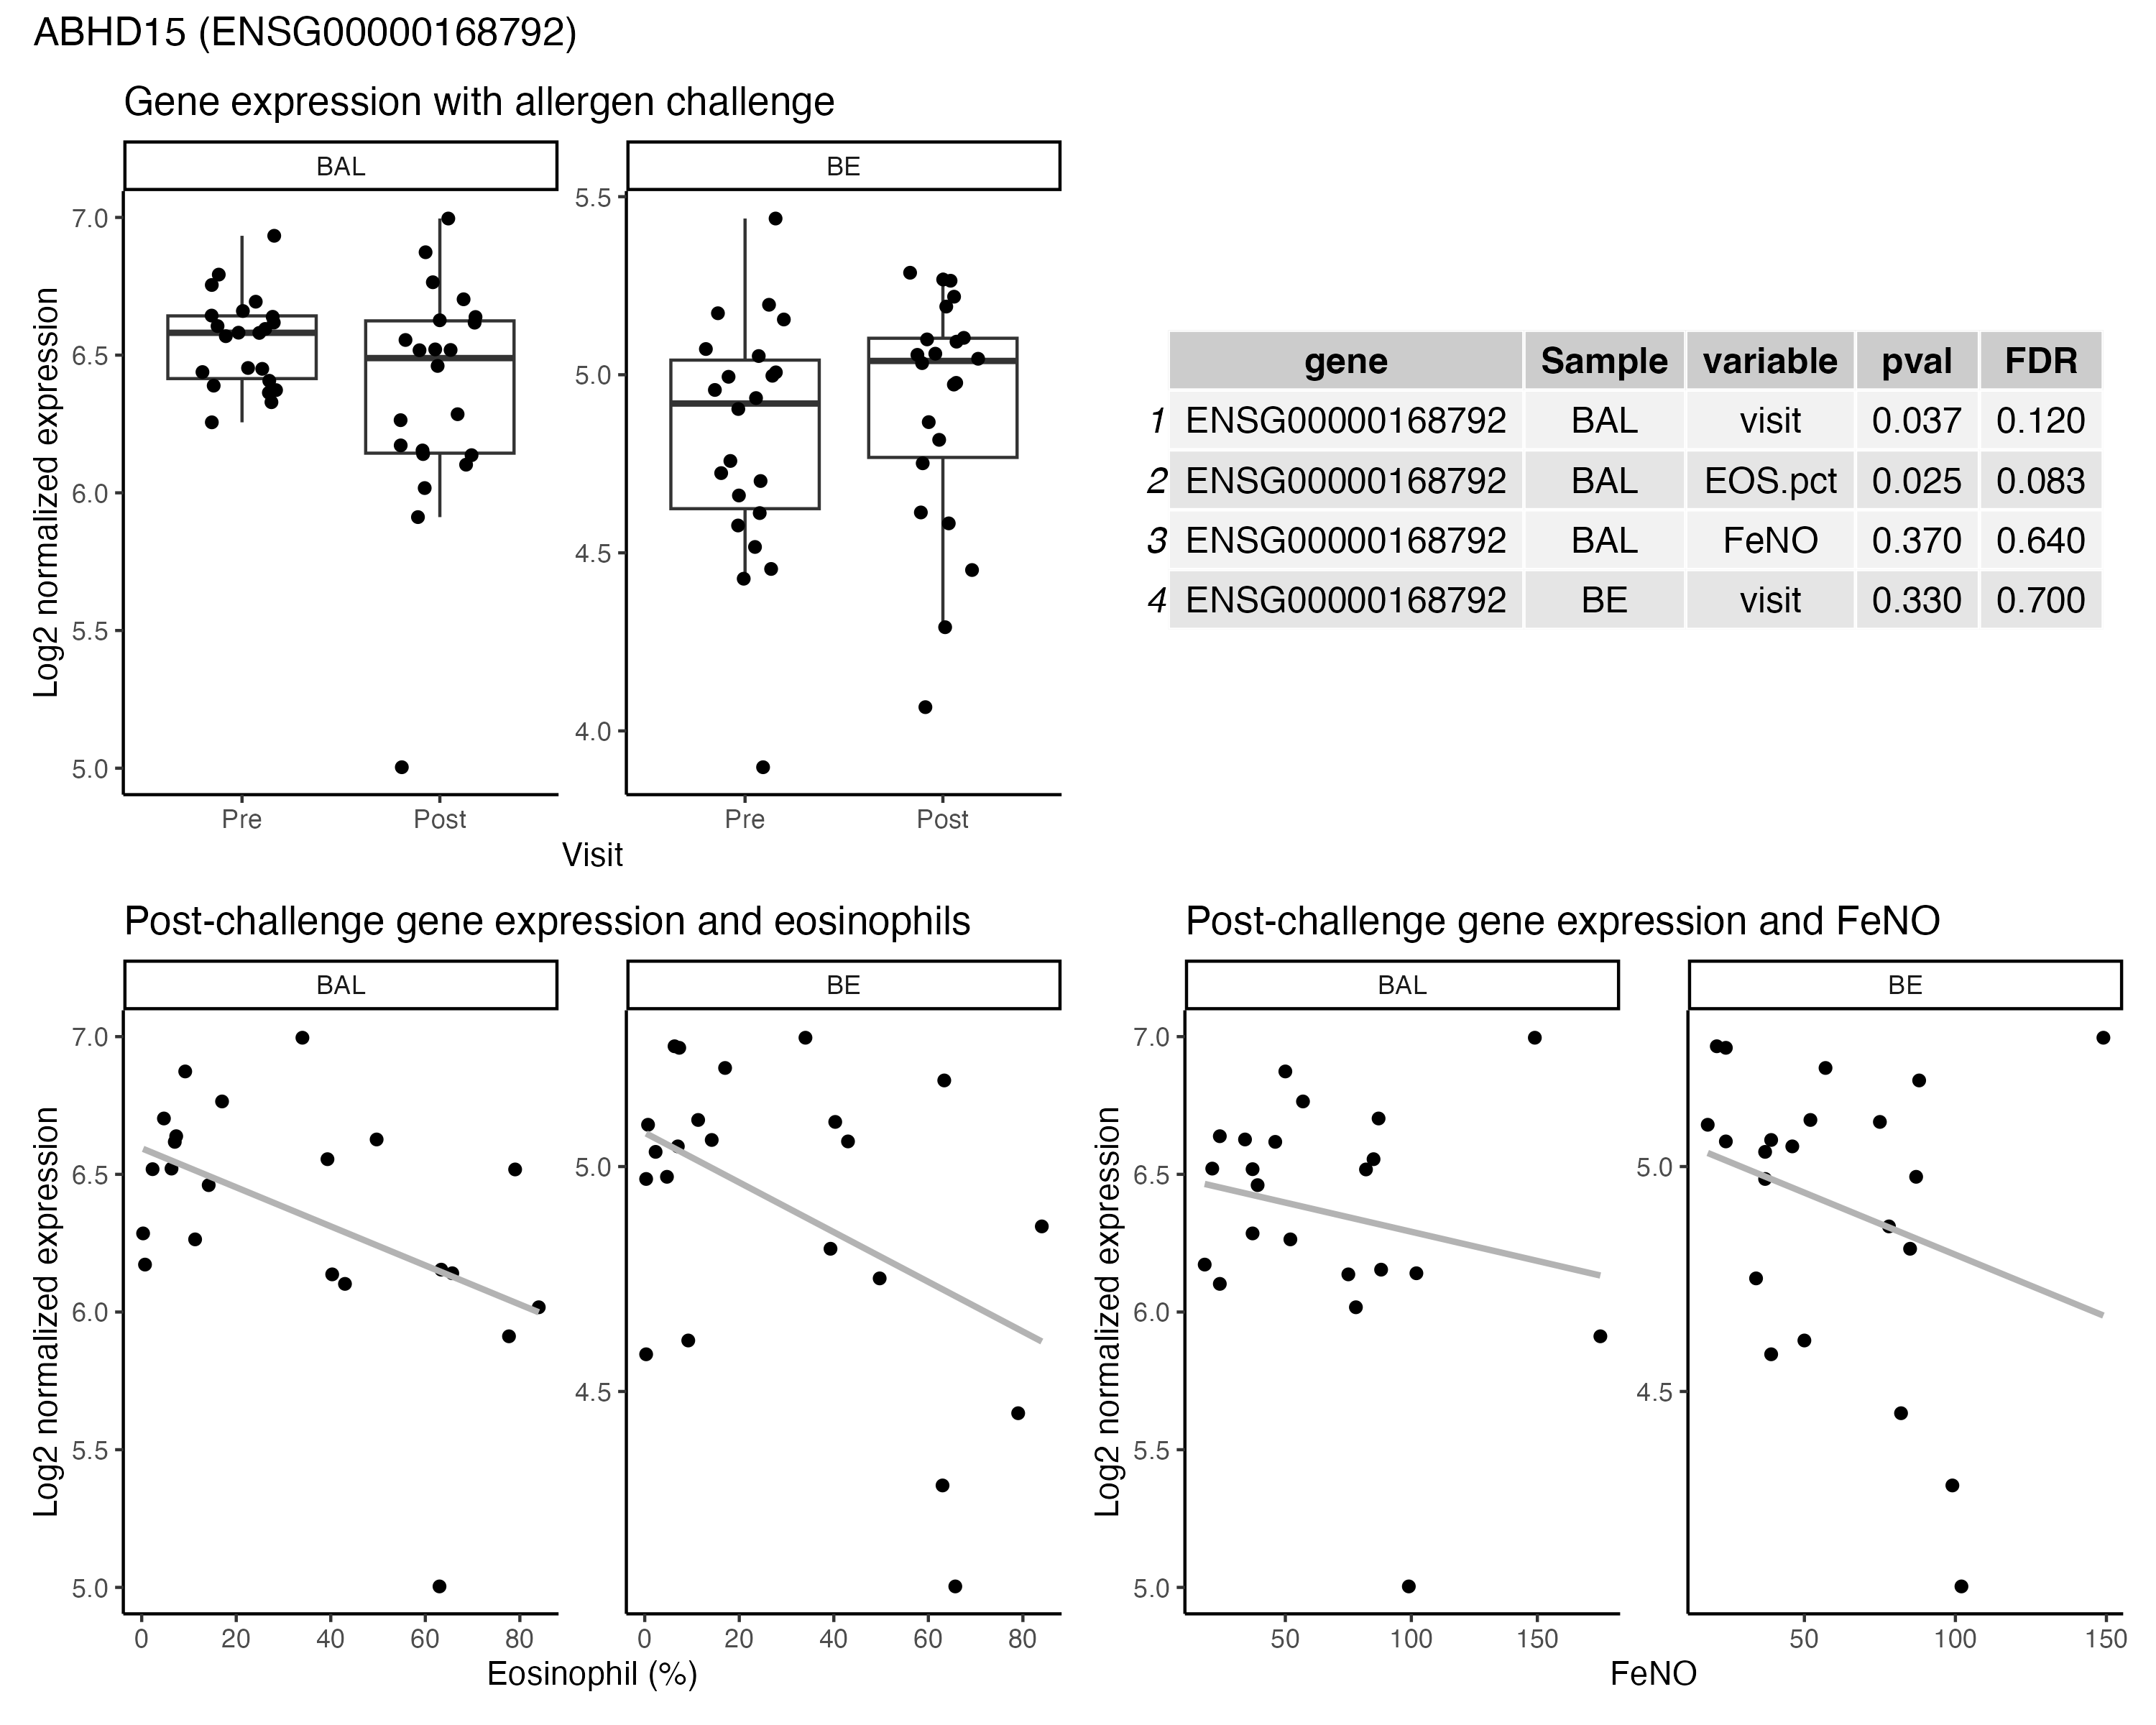 ABHD15 (ENSG00000168792)
Gene expression with allergen challenge
BAL
BE
Log2 normalized expression
7.0
6.5
6.0
5.5
5.0
5.5
5.0
4.5
4.0
Pre
Post
Pre
Post
Visit
gene Sample variable pval FDR
1 ENSG00000168792 BAL visit 0.037 0.120
2 ENSG00000168792 BAL EOS.pct 0.025 0.083
3 ENSG00000168792 BAL FeNO 0.370 0.640
4 ENSG00000168792 BE visit 0.330 0.700
Post-challenge gene expression and eosinophils
BAL
BE
Log2 normalized expression
7.0
6.5
6.0
5.5
5.0
5.0
4.5
0 20 40 60 80
0 20 40 60 80
Eosinophil (%)
Post-challenge gene expression and FeNO
BAL
BE
Log2 normalized expression
7.0
6.5
6.0
5.5
5.0
5.0
4.5
50 100 150
50 100 150
FeNO